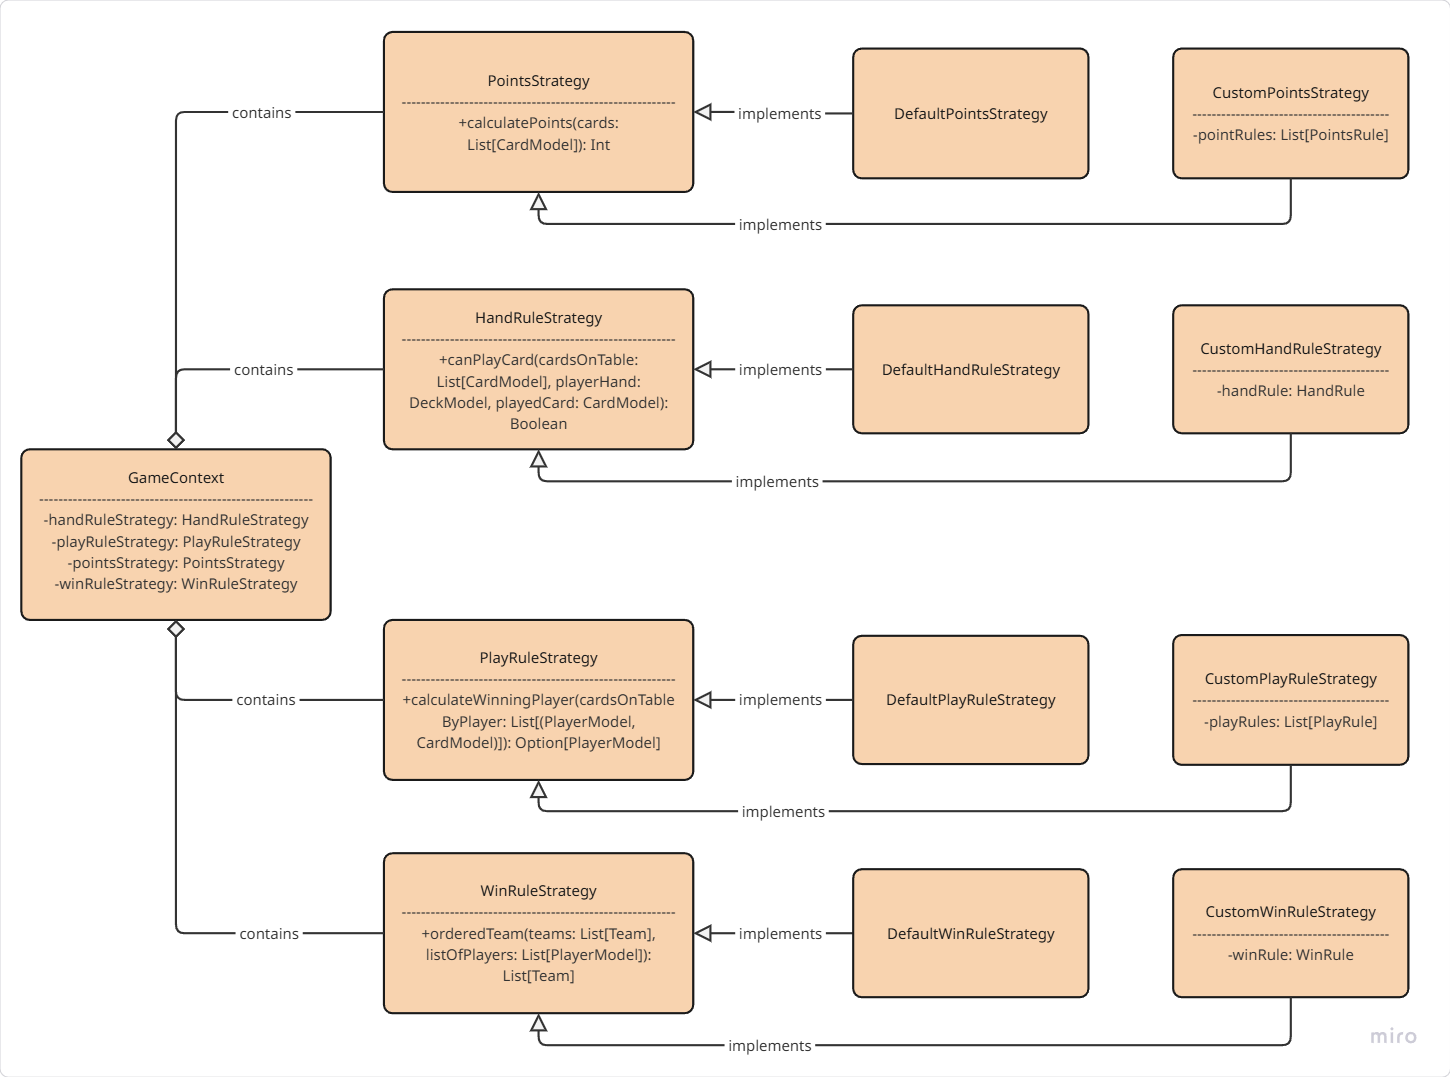 PointsStrategy
+calculatePoints(cards:
List[CardModel]): Int
contains
implements
DefaultPointsStrategy
CustomPointsStrategy
-pointRules: List[PointsRule]
implements
HandRuleStrategy
+canPlayCard(cardsOnTable:
List[CardModel], playerHand:
DeckModel, playedCard: CardModel):
Boolean
contains
implements
DefaultHandRuleStrategy
CustomHandRuleStrategy
-handRule: HandRule
implements
GameContext
-handRuleStrategy: HandRuleStrategy
-playRuleStrategy: PlayRuleStrategy
-pointsStrategy: PointsStrategy
-winRuleStrategy: WinRuleStrategy
PlayRuleStrategy
+calculateWinningPlayer(cardsOnTable
ByPlayer: List[(PlayerModel,
CardModel)]): Option[PlayerModel]
contains
implements
DefaultPlayRuleStrategy
CustomPlayRuleStrategy
-playRules: List[PlayRule]
implements
WinRuleStrategy
+orderedTeam(teams: List[Team],
listOfPlayers: List[PlayerModel]):
List[Team]
contains
implements
DefaultWinRuleStrategy
CustomWinRuleStrategy
-winRule: WinRule
implements
miro